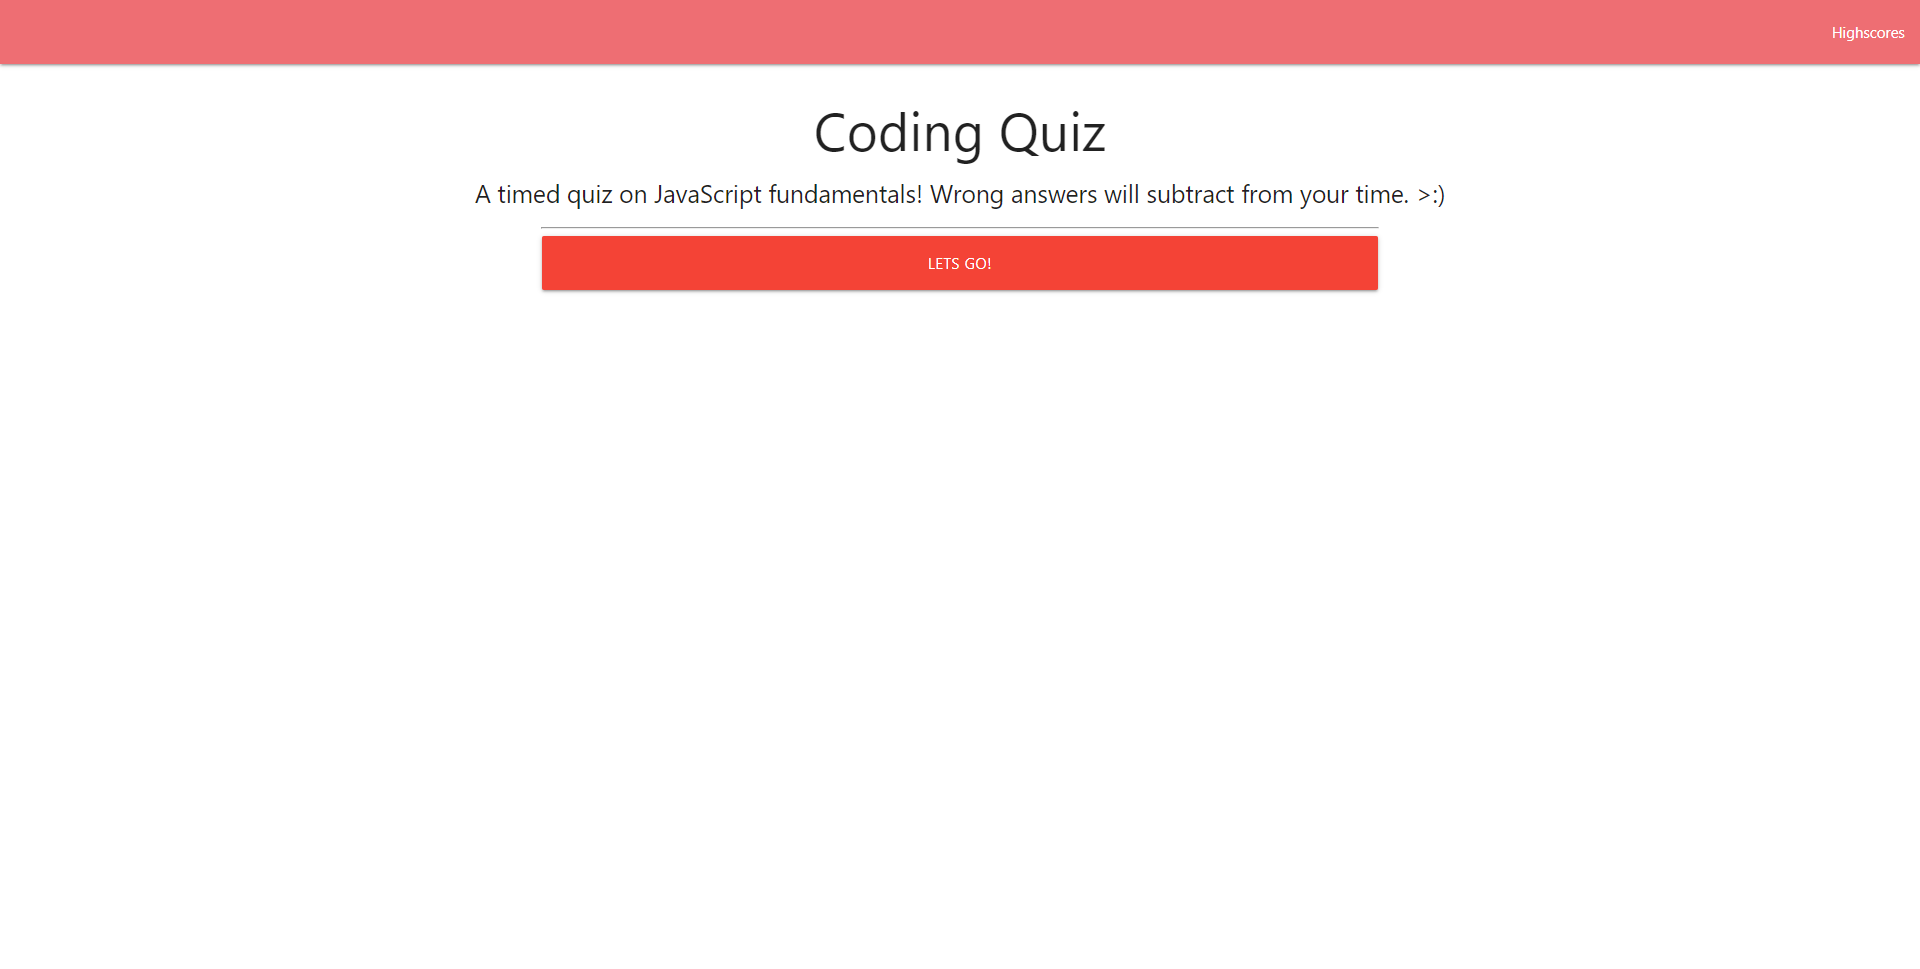 Highscores
Coding Quiz
A timed quiz on JavaScript fundamentals! Wrong answers will subtract from your time. >:)
LETS GO!